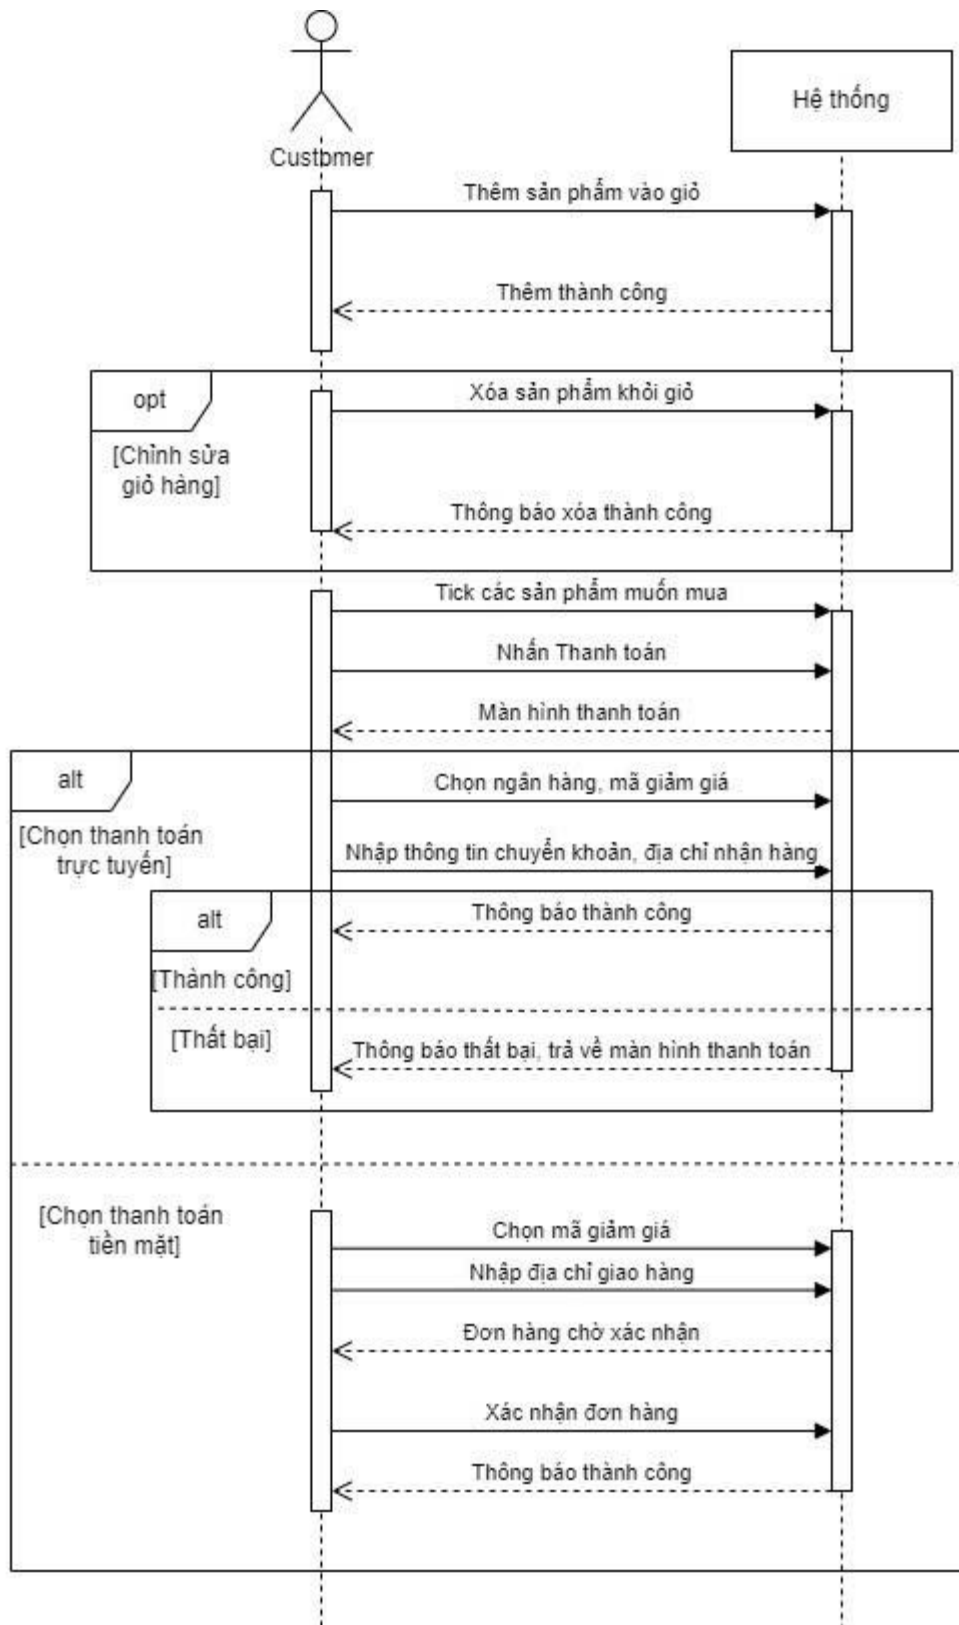 Customer
Hệ thống
Thêm sản phẩm vào giỏ
Thêm thành công
opt
Xóa sản phẩm khỏi giỏ
[Chỉnh sửa
giỏ hàng]
Thông báo xóa thành công
Tick các sản phẩm muốn mua
Nhấn Thanh toán
Màn hình thanh toán
alt
Chọn ngân hàng, mã giảm giá
[Chọn thanh toán
trực tuyến]
Nhập thông tin chuyển khoản, địa chỉ nhận hàng
alt
Thông báo thành công
[Thành công]
[Thất bại]
Thông báo thất bại, trả về màn hình thanh toán
[Chọn thanh toán
tiền mặt]
Chọn mã giảm giá
Nhập địa chỉ giao hàng
Đơn hàng chờ xác nhận
Xác nhận đơn hàng
Thông báo thành công